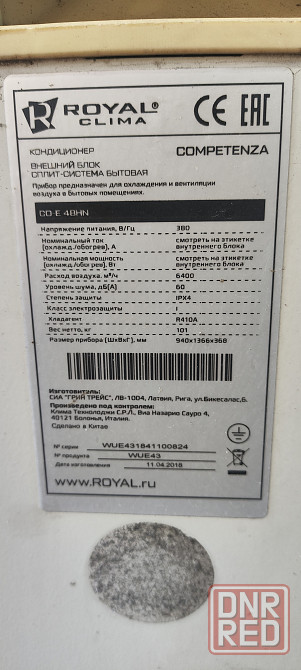 ROYAL®
CLIMA
CE EAC
КОНДИЦИОНЕР COMPETENZA
ВНЕШНИЙ БЛОК
СПЛИТ-СИСТЕМА БЫТОВАЯ
Прибор предназначен для охлаждения и вентиляции
воздуха в бытовых помещениях.
CO-E 48HN
Напряжение питания, В/Гц 380
Номинальный ток смотреть на этикетке
(охлажд./обогрев), А внутреннего блока
Номинальная мощность смотреть на этикетке
(охлажд./обогрев), Вт внутреннего блока
Расход воздуха, м³/ч 6400
Уровень шума, дБ(А) 60
Степень защиты IPX4
Класс электрозащиты I
Хладагент R410A
Вес нетто, кг 101
Размер прибора (ШхВхГ), мм 940x1366x368
Изготовитель:
СИА "ГРИЙ ТРЕЙС", ЛВ-1004, Латвия, Рига, ул.Биекесалас, 6.
Произведено под контролем:
Клима Текнолоджи С.Р.Л., Виа Назарио Сауро 4,
40121 Болонья, Италия.
Сделано в Китае
№ серии WUE431841100824
№ продукта WUE43
Дата изготовления 11.04.2018
www.ROYAL.ru
DNR
RED